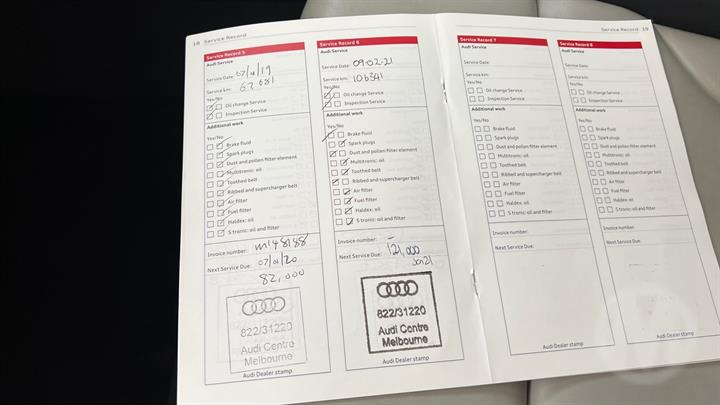 18 Service Record
Service Record 5
Audi Service
Service Date: 07/ /19
Service km: 67 081
Yes/No
Oil change Service
Inspection Service
Additional work
Yes/No
Brake fluid
Spark plugs
Dust and pollen filter element
Multitronic: oil
Toothed belt
Ribbed and supercharger belt
Air filter
Fuel filter
Haldex: oil
S tronic: oil and filter
Invoice number: m148188
Next Service Due: 07/ /20
82,000
822/31220
Audi Centre
Melbourne
Audi Dealer stamp
Service Record 6
Audi Service
Service Date: 09.02.21
Service km: 106341
Yes/No
Oil change Service
Inspection Service
Additional work
Yes/No
Brake fluid
Spark plugs
Dust and pollen filter element
Multitronic: oil
Toothed belt
Ribbed and supercharger belt
Air filter
Fuel filter
Haldex: oil
S tronic: oil and filter
Invoice number: –
Next Service Due: 121,000
822/31220
Audi Centre
Melbourne
Audi Dealer stamp
Service Record 19
Service Record 7
Audi Service
Service Date:
Service km:
Yes/No
Oil change Service
Inspection Service
Additional work
Yes/No
Brake fluid
Spark plugs
Dust and pollen filter element
Multitronic: oil
Toothed belt
Ribbed and supercharger belt
Air filter
Fuel filter
Haldex: oil
S tronic: oil and filter
Invoice number:
Next Service Due:
Audi Dealer stamp
Service Record 8
Audi Service
Service Date:
Service km:
Yes/No
Oil change Service
Inspection Service
Additional work
Yes/No
Brake fluid
Spark plugs
Dust and pollen filter element
Multitronic: oil
Toothed belt
Ribbed and supercharger belt
Air filter
Fuel filter
Haldex: oil
S tronic: oil and filter
Invoice number:
Next Service Due:
Audi Dealer stamp